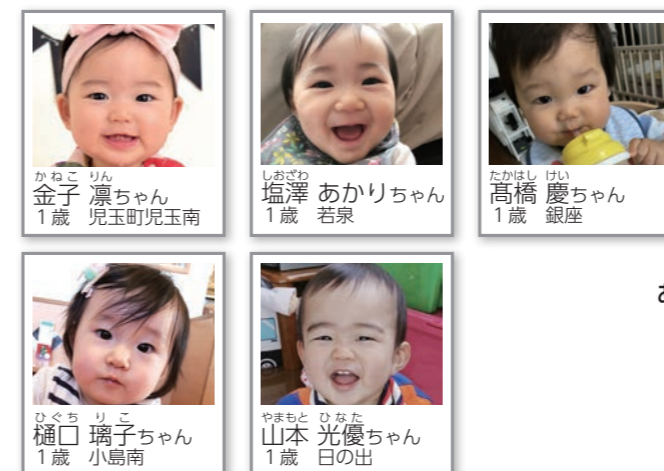 かねこ りん
金子 凛ちゃん
1歳 児玉町児玉南
しおざわ
塩澤 あかりちゃん
1歳 若泉
たかはし けい
髙橋 慶ちゃん
1歳 銀座
ひぐち りこ
樋口 璃子ちゃん
1歳 小島南
やまもと ひなた
山本 光優ちゃん
1歳 日の出